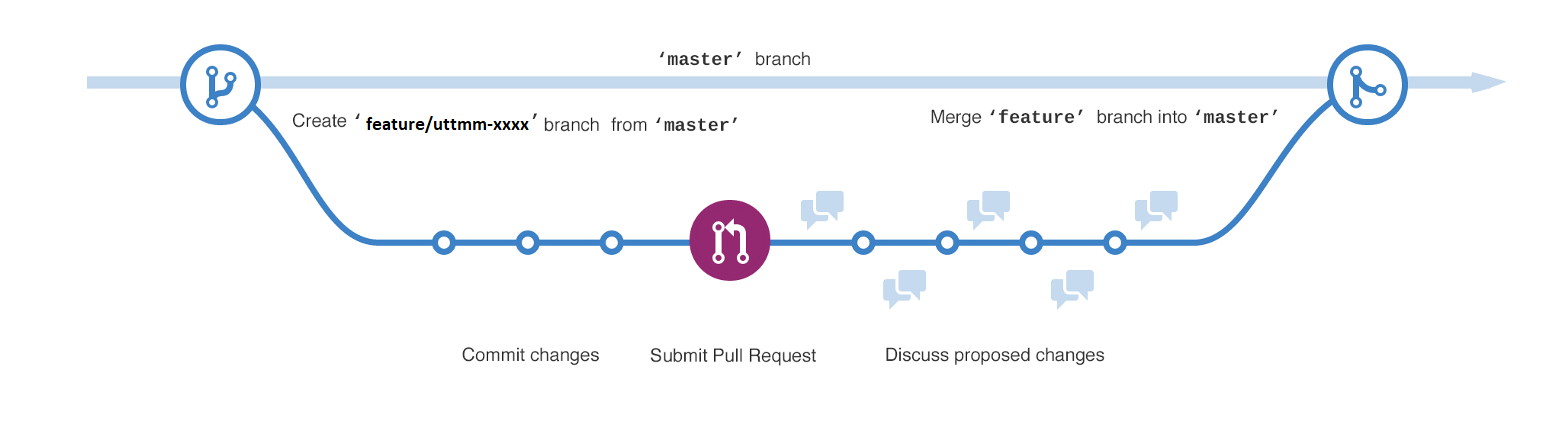 ‘master’ branch
Create ‘feature/uttmm-xxxx’ branch from ‘master’
Merge ‘feature’ branch into ‘master’
Commit changes
Submit Pull Request
Discuss proposed changes